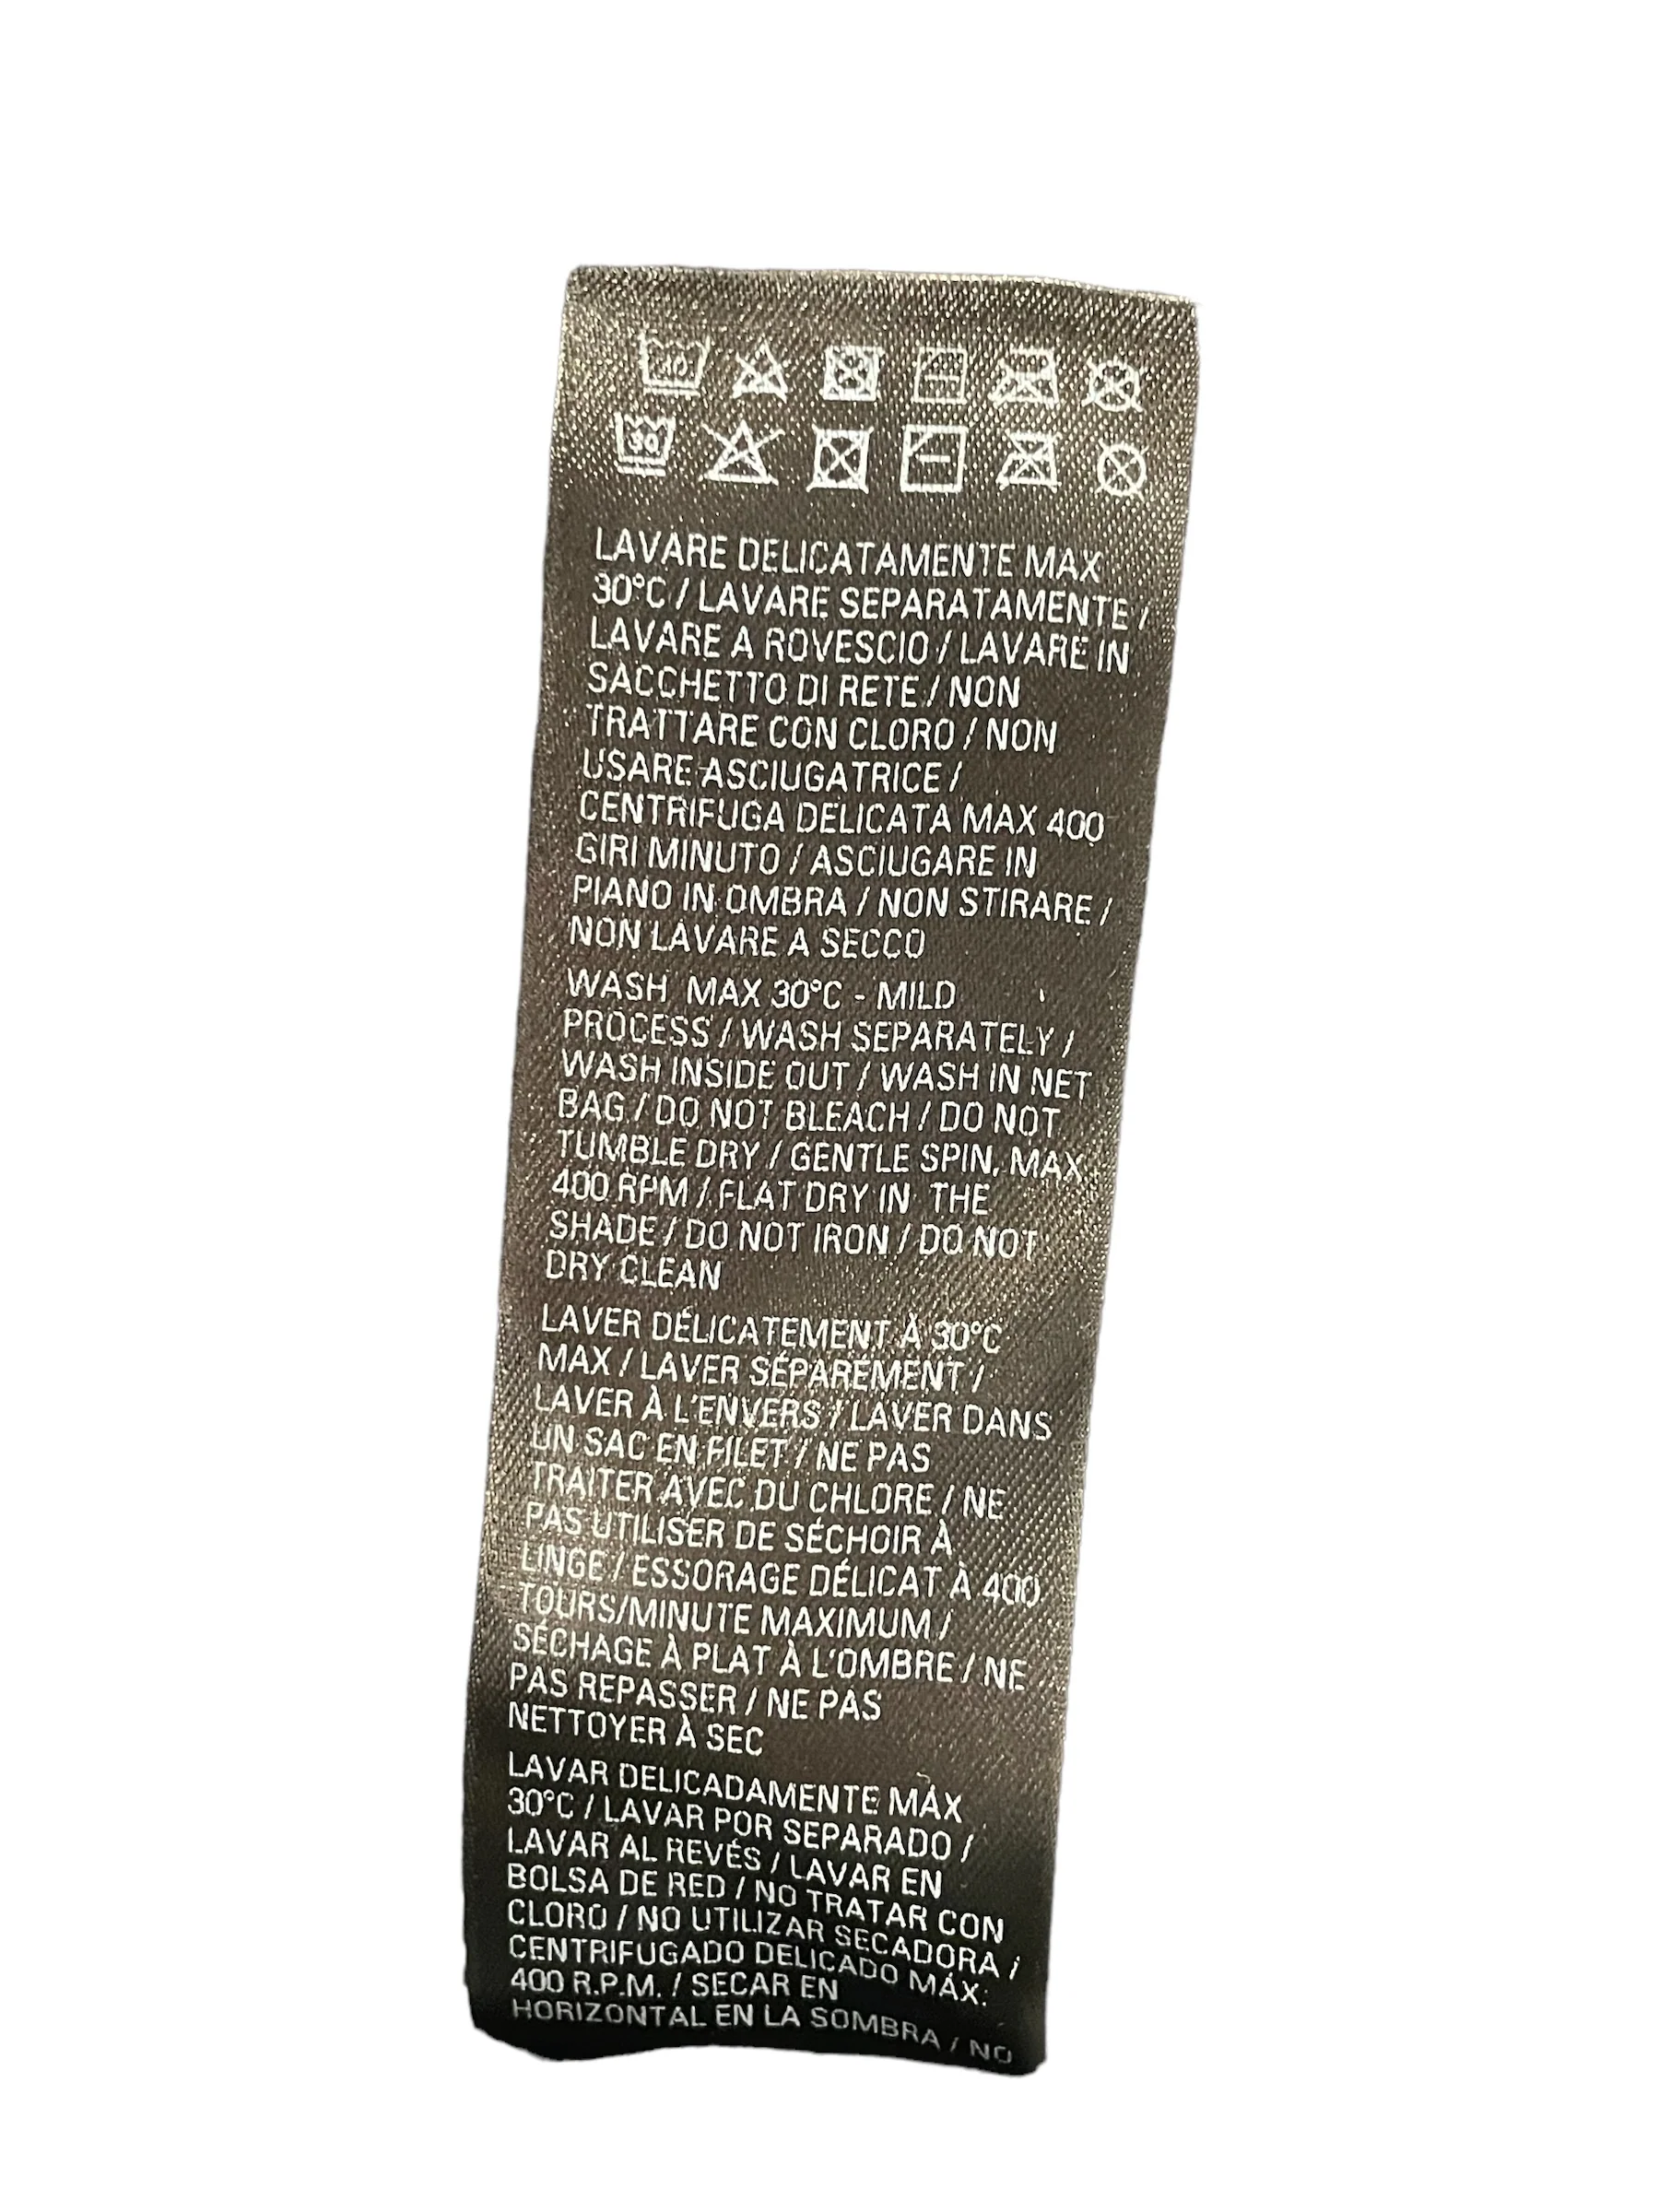 30
30
LAVARE DELICATAMENTE MAX
30°C / LAVARE SEPARATAMENTE /
LAVARE A ROVESCIO / LAVARE IN
SACCHETTO DI RETE / NON
TRATTARE CON CLORO / NON
USARE ASCIUGATRICE /
CENTRIFUGA DELICATA MAX 400
GIRI MINUTO / ASCIUGARE IN
PIANO IN OMBRA / NON STIRARE /
NON LAVARE A SECCO
WASH MAX 30°C - MILD
PROCESS / WASH SEPARATELY /
WASH INSIDE OUT / WASH IN NET
BAG / DO NOT BLEACH / DO NOT
TUMBLE DRY / GENTLE SPIN, MAX
400 RPM / FLAT DRY IN THE
SHADE / DO NOT IRON / DO NOT
DRY CLEAN
LAVER DÉLICATEMENT À 30°C
MAX / LAVER SÉPARÉMENT /
LAVER À L'ENVERS / LAVER DANS
UN SAC EN FILET / NE PAS
TRAITER AVEC DU CHLORE / NE
PAS UTILISER DE SÉCHOIR À
LINGE / ESSORAGE DÉLICAT À 400
TOURS/MINUTE MAXIMUM /
SÉCHAGE À PLAT À L'OMBRE / NE
PAS REPASSER / NE PAS
NETTOYER À SEC
LAVAR DELICADAMENTE MÁX
30°C / LAVAR POR SEPARADO /
LAVAR AL REVÉS / LAVAR EN
BOLSA DE RED / NO TRATAR CON
CLORO / NO UTILIZAR SECADORA /
CENTRIFUGADO DELICADO MÁX:
400 R.P.M. / SECAR EN
HORIZONTAL EN LA SOMBRA / NO